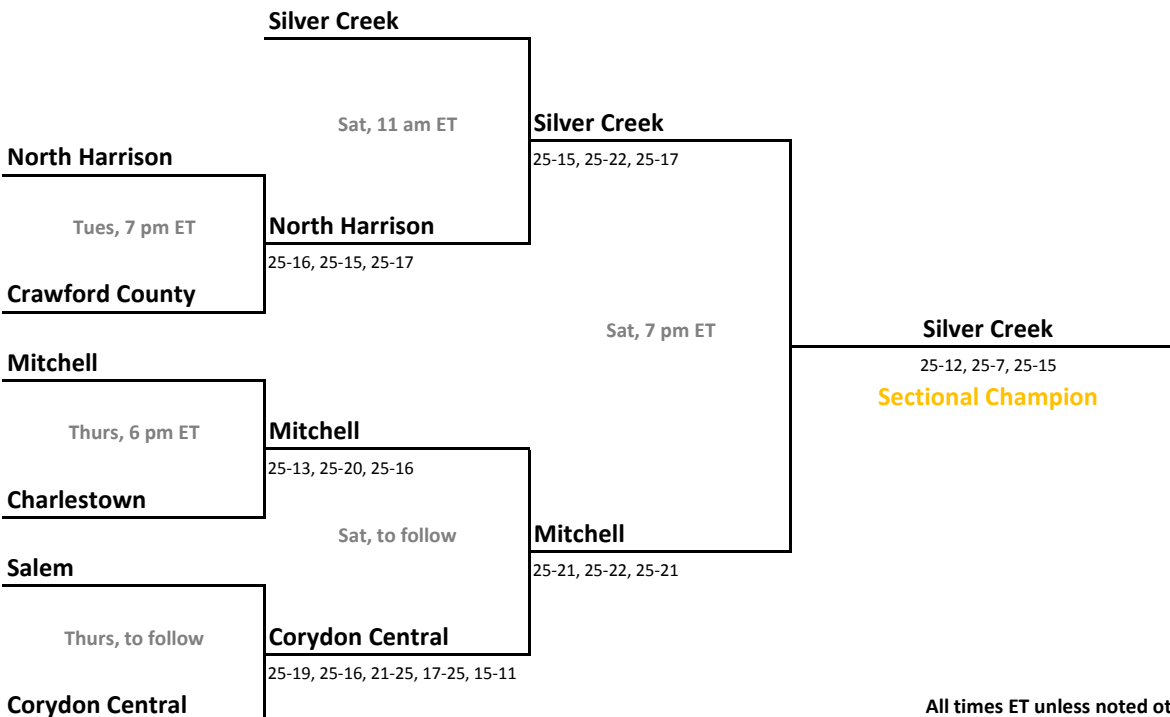 Silver Creek
Sat, 11 am ET
Silver Creek
North Harrison
25-15, 25-22, 25-17
Tues, 7 pm ET
North Harrison
25-16, 25-15, 25-17
Crawford County
Sat, 7 pm ET
Silver Creek
Mitchell
25-12, 25-7, 25-15
Sectional Champion
Thurs, 6 pm ET
Mitchell
25-13, 25-20, 25-16
Charlestown
Sat, to follow
Mitchell
Salem
25-21, 25-22, 25-21
Thurs, to follow
Corydon Central
25-19, 25-16, 21-25, 17-25, 15-11
Corydon Central
All times ET unless noted